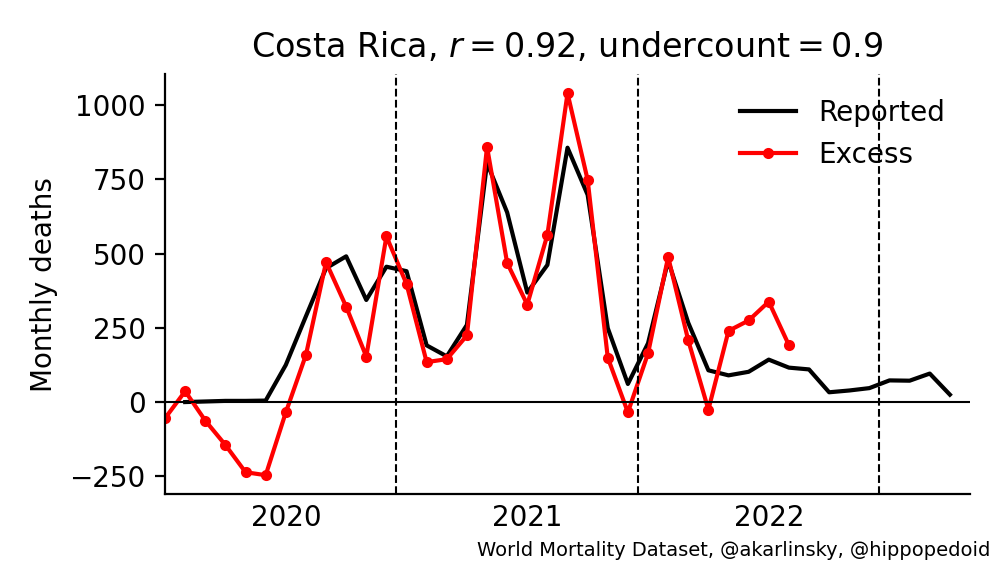 Costa Rica, r = 0.92, undercount = 0.9
Monthly deaths
1000
750
500
250
0
−250
Reported
Excess
2020
2021
2022
World Mortality Dataset, @akarlinsky, @hippopedoid